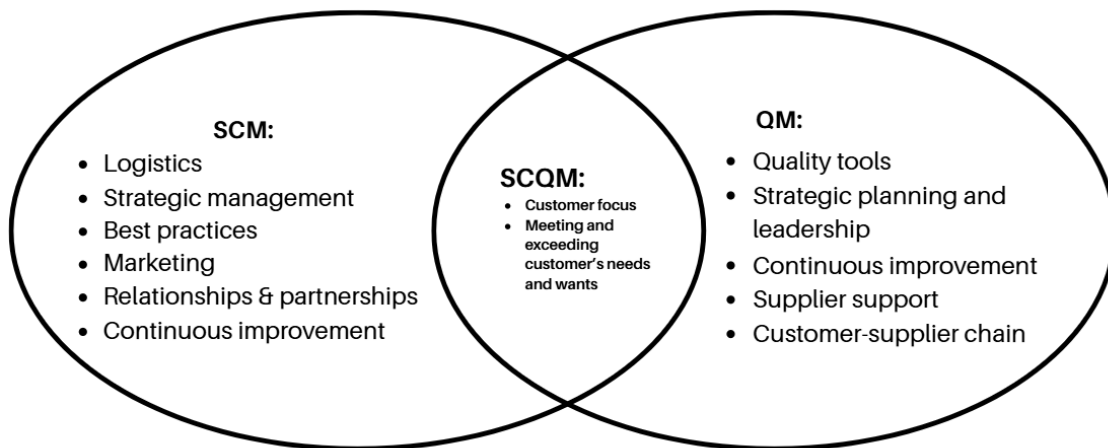 SCM:
• Logistics
• Strategic management
• Best practices
• Marketing
• Relationships & partnerships
• Continuous improvement
SCQM:
• Customer focus
• Meeting and
exceeding
customer's needs
and wants
QM:
• Quality tools
• Strategic planning and
leadership
• Continuous improvement
• Supplier support
• Customer-supplier chain